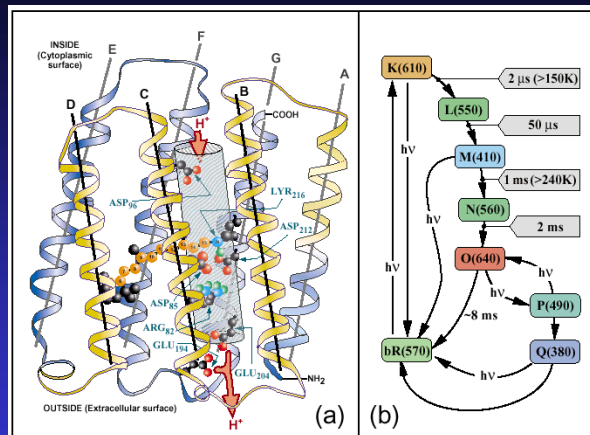 INSIDE
(Cytoplasmic
surface)
E
F
G
A
D
C
B
H+
COOH
ASP96
LYR216
ASP212
ASP85
ARG82
GLU194
GLU204
NH2
OUTSIDE (Extracellular surface)
H+
(a)
K(610)
2 μs (>150K)
L(550)
50 μs
hν
M(410)
1 ms (>240K)
hν
N(560)
2 ms
O(640)
hν
hν
hν
P(490)
~8 ms
bR(570)
hν
Q(380)
(b)